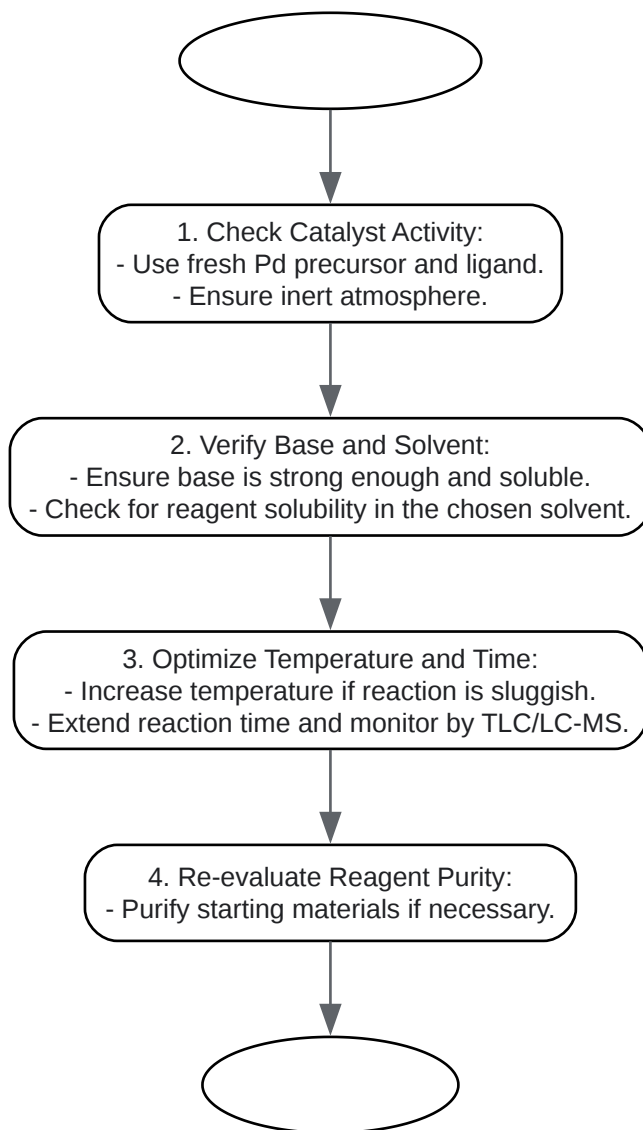 1. Check Catalyst Activity:
- Use fresh Pd precursor and ligand.
- Ensure inert atmosphere.
2. Verify Base and Solvent:
- Ensure base is strong enough and soluble.
- Check for reagent solubility in the chosen solvent.
3. Optimize Temperature and Time:
- Increase temperature if reaction is sluggish.
- Extend reaction time and monitor by TLC/LC-MS.
4. Re-evaluate Reagent Purity:
- Purify starting materials if necessary.